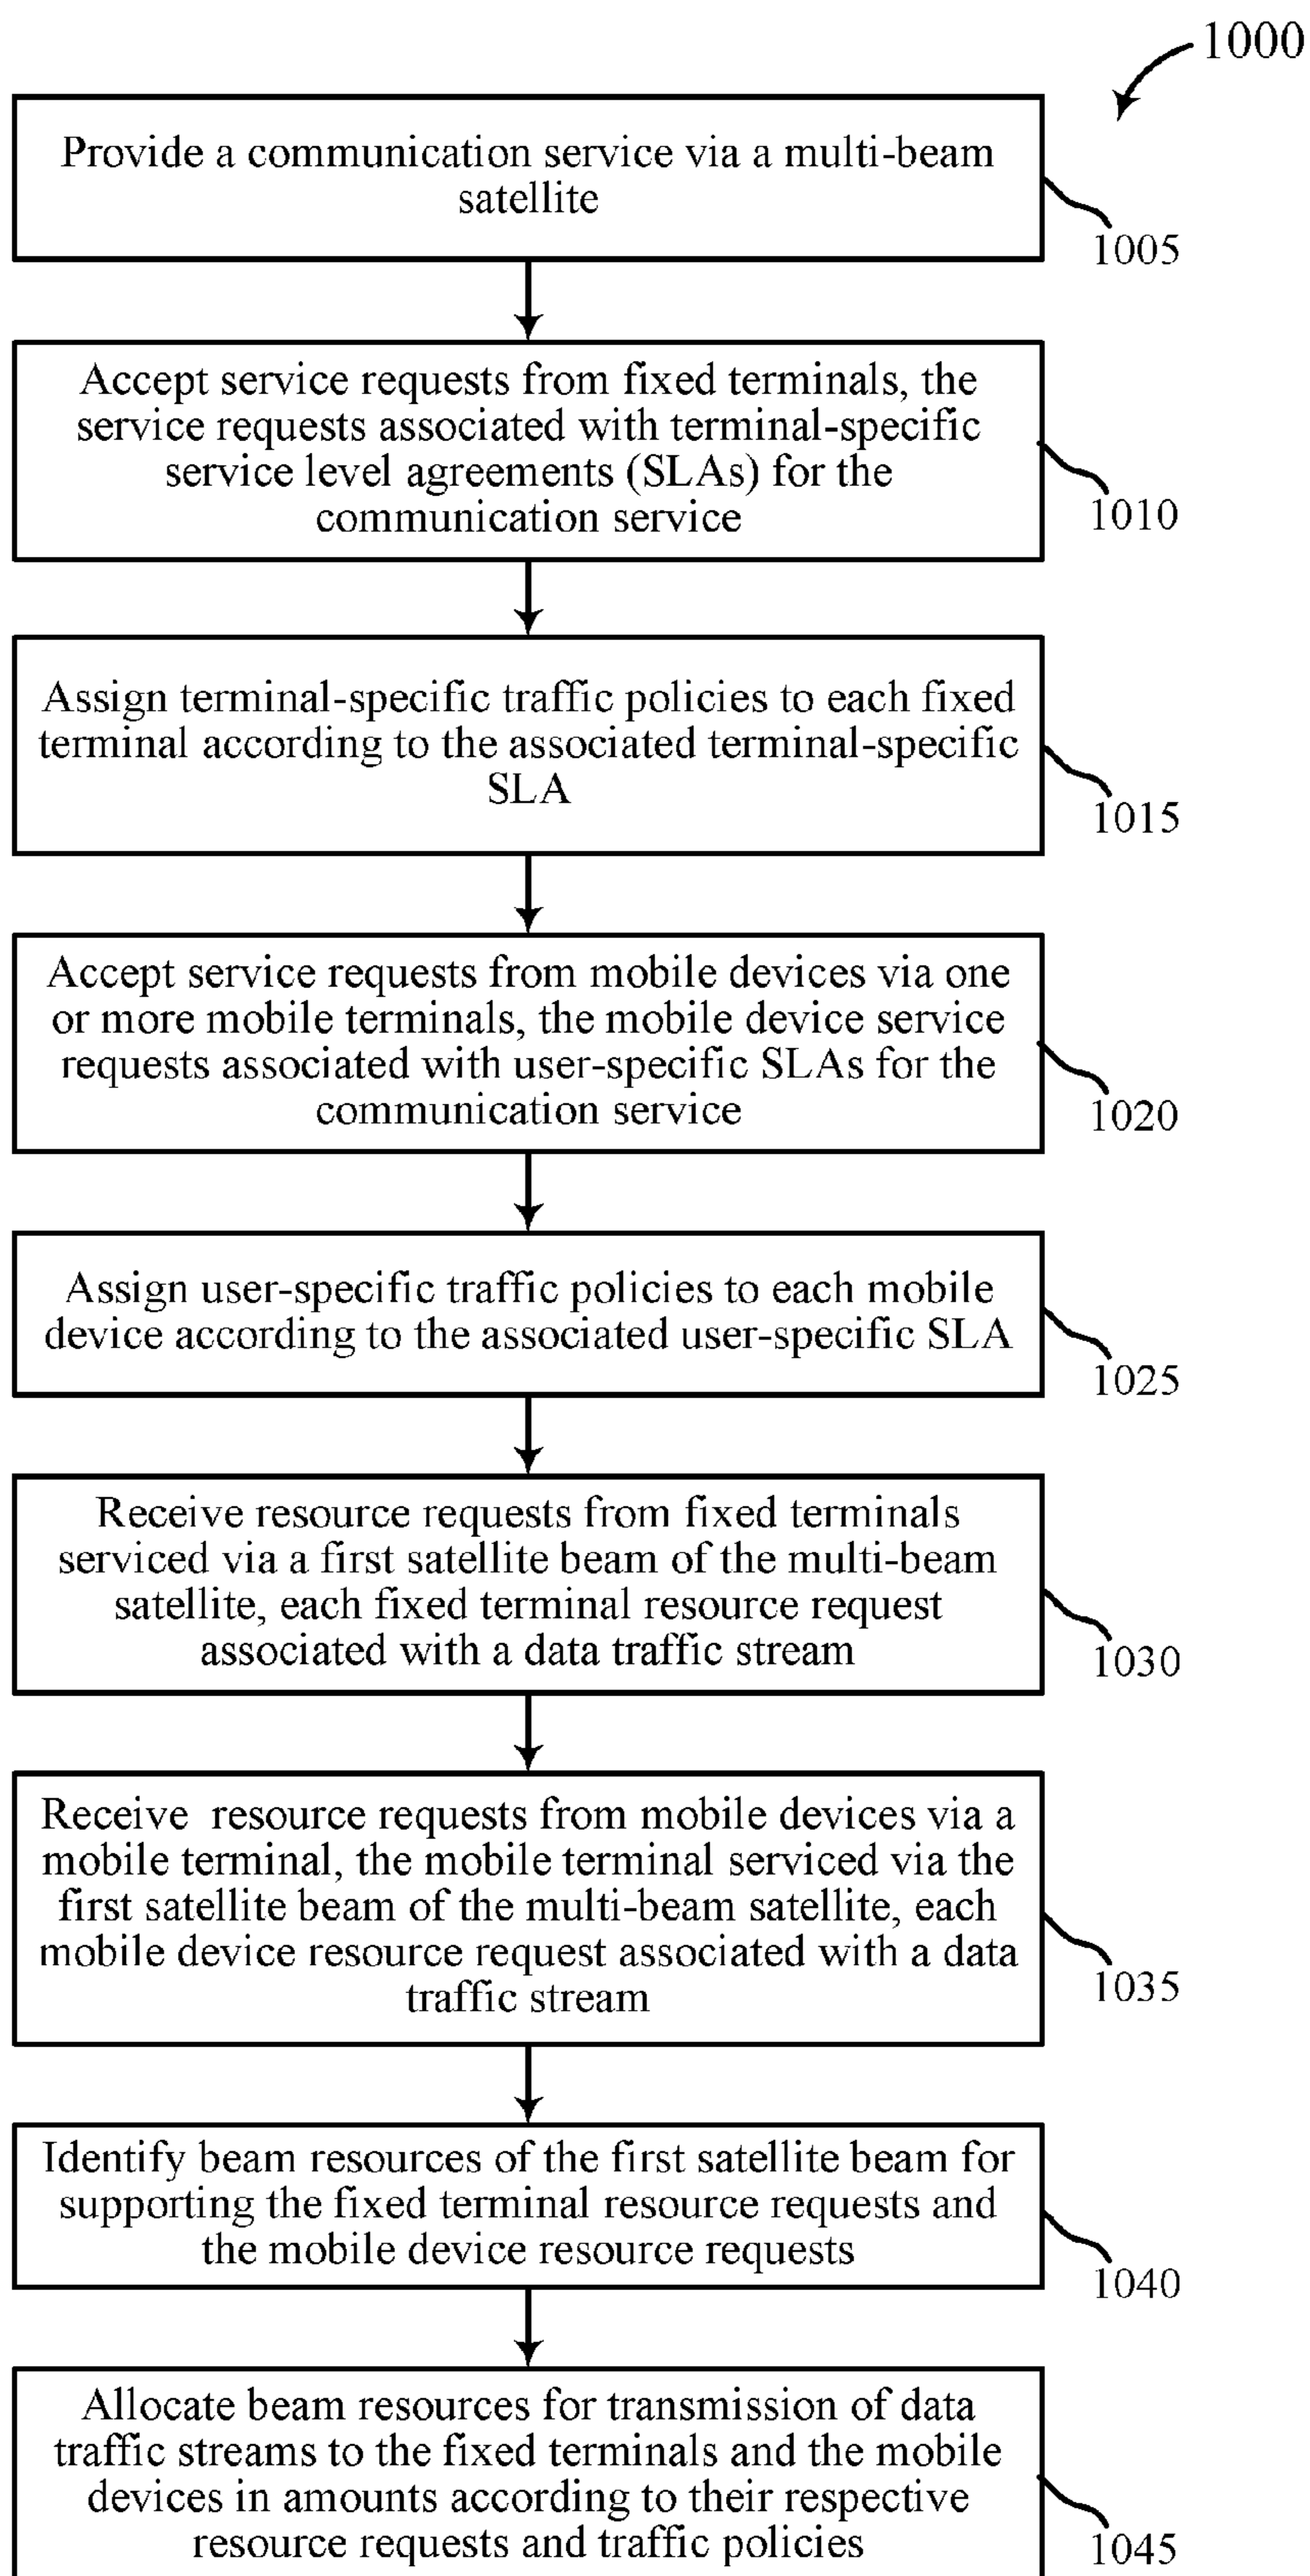 1000
Provide a communication service via a multi-beam
satellite
1005
Accept service requests from fixed terminals, the
service requests associated with terminal-specific
service level agreements (SLAs) for the
communication service
1010
Assign terminal-specific traffic policies to each fixed
terminal according to the associated terminal-specific
SLA
1015
Accept service requests from mobile devices via one
or more mobile terminals, the mobile device service
requests associated with user-specific SLAs for the
communication service
1020
Assign user-specific traffic policies to each mobile
device according to the associated user-specific SLA
1025
Receive resource requests from fixed terminals
serviced via a first satellite beam of the multi-beam
satellite, each fixed terminal resource request
associated with a data traffic stream
1030
Receive resource requests from mobile devices via a
mobile terminal, the mobile terminal serviced via the
first satellite beam of the multi-beam satellite, each
mobile device resource request associated with a data
traffic stream
1035
Identify beam resources of the first satellite beam for
supporting the fixed terminal resource requests and
the mobile device resource requests
1040
Allocate beam resources for transmission of data
traffic streams to the fixed terminals and the mobile
devices in amounts according to their respective
resource requests and traffic policies
1045